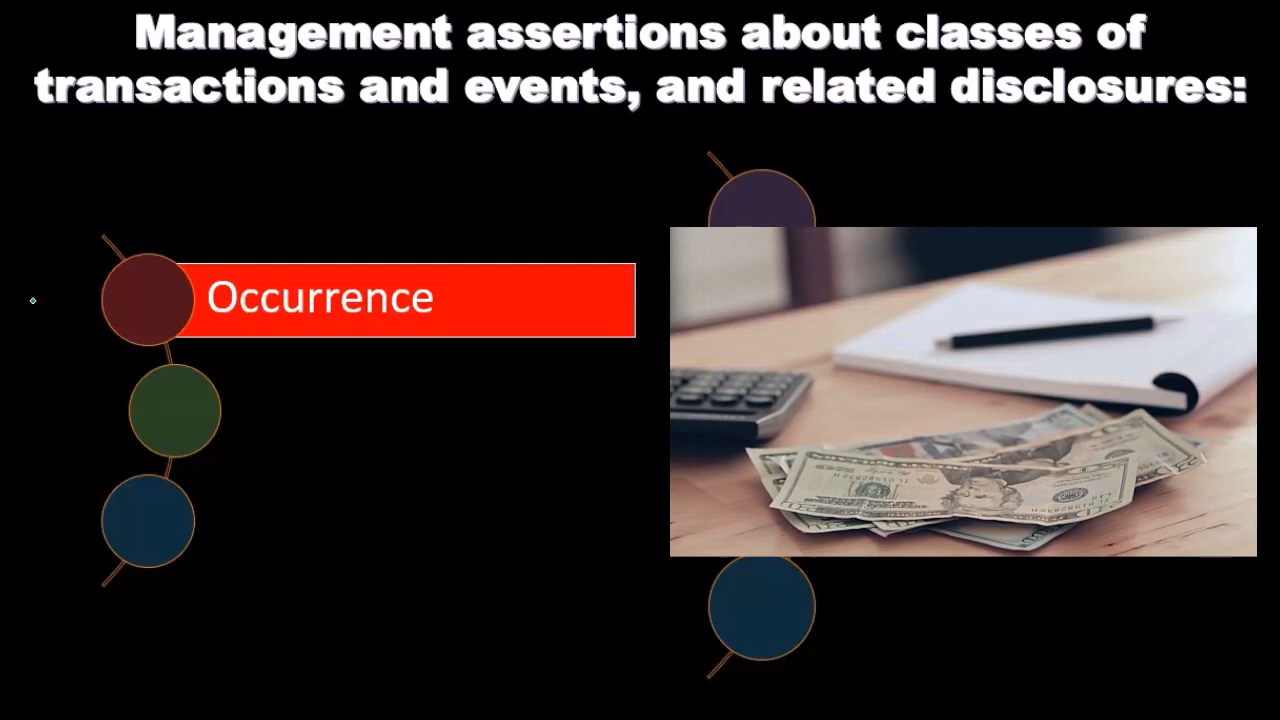 Management assertions about classes of
transactions and events, and related disclosures:
Occurrence